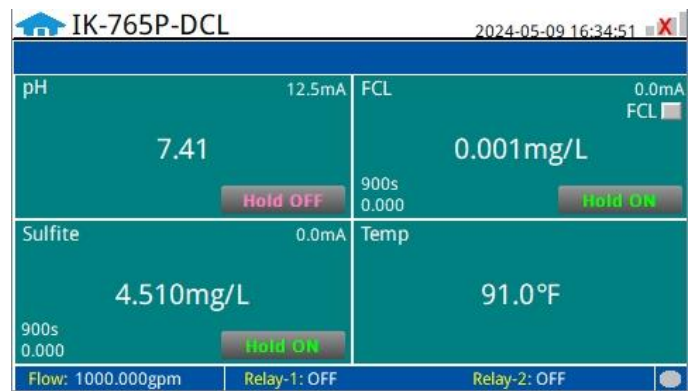 IK-765P-DCL 2024-05-09 16:34:51 X
pH 12.5mA
7.41
Hold OFF
FCL 0.0mA
FCL
0.001mg/L
900s
0.000 Hold ON
Sulfite 0.0mA
4.510mg/L
900s
0.000 Hold ON
Temp
91.0°F
Flow: 1000.000gpm Relay-1: OFF Relay-2: OFF